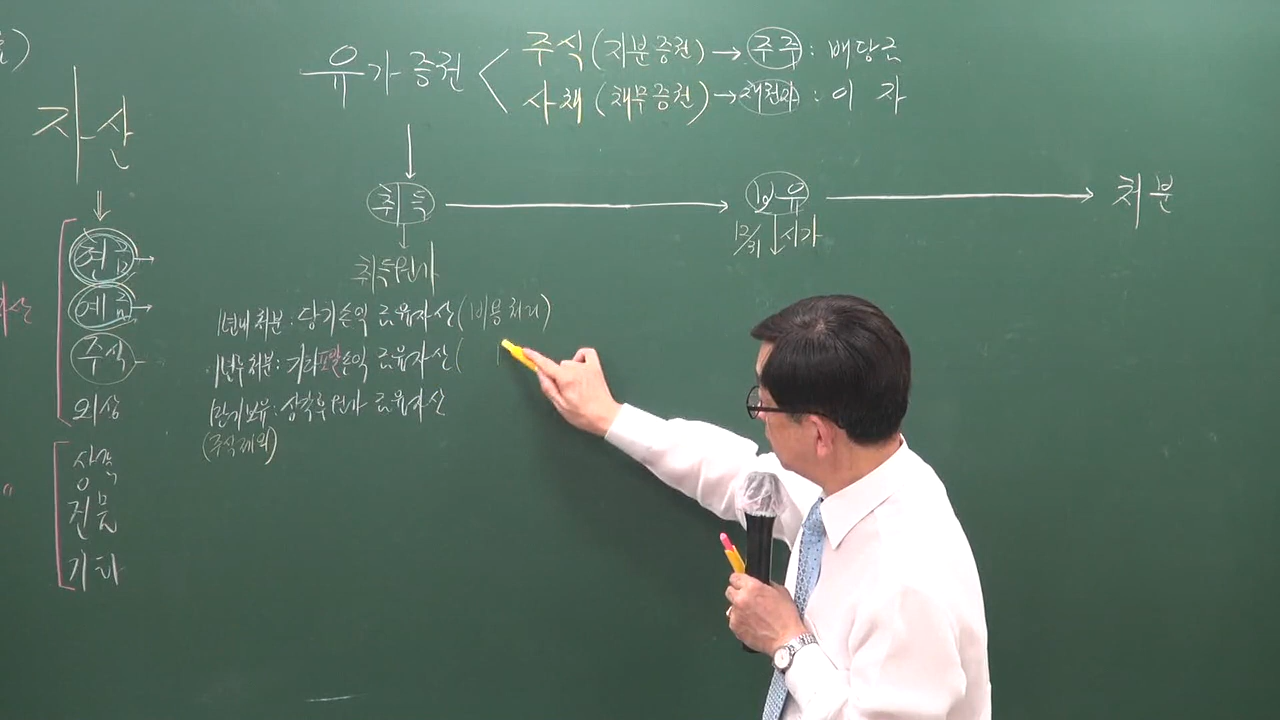 유가증권
주식 (지분증권) → 주주 : 배당금
사채 (채무증권) → 채권자 : 이자
자산
취득
보유
처분
12/31 시가
취득원가
현금
예금
주식
외상
상각
건물
기타
1년내 처분 : 당기손익 금융자산 (비용처리)
1년후 처분 : 기타포괄손익 금융자산 (
만기보유 : 상각후원가 금융자산
(주식제외)